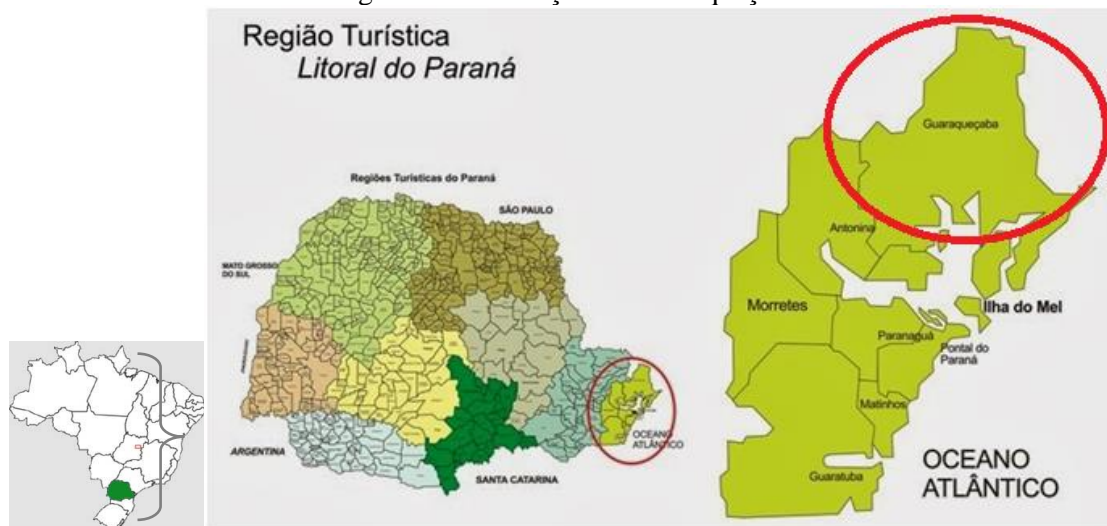 Região Turística
Litoral do Paraná
Regiões Turísticas do Paraná
SÃO PAULO
MATO GROSSO
DO SUL
ARGENTINA
SANTA CATARINA
OCEANO
ATLÂNTICO
Guaraqueçaba
Antonina
Morretes
Ilha do Mel
Paranaguá
Pontal do
Paraná
Matinhos
Guaratuba
OCEANO
ATLÂNTICO